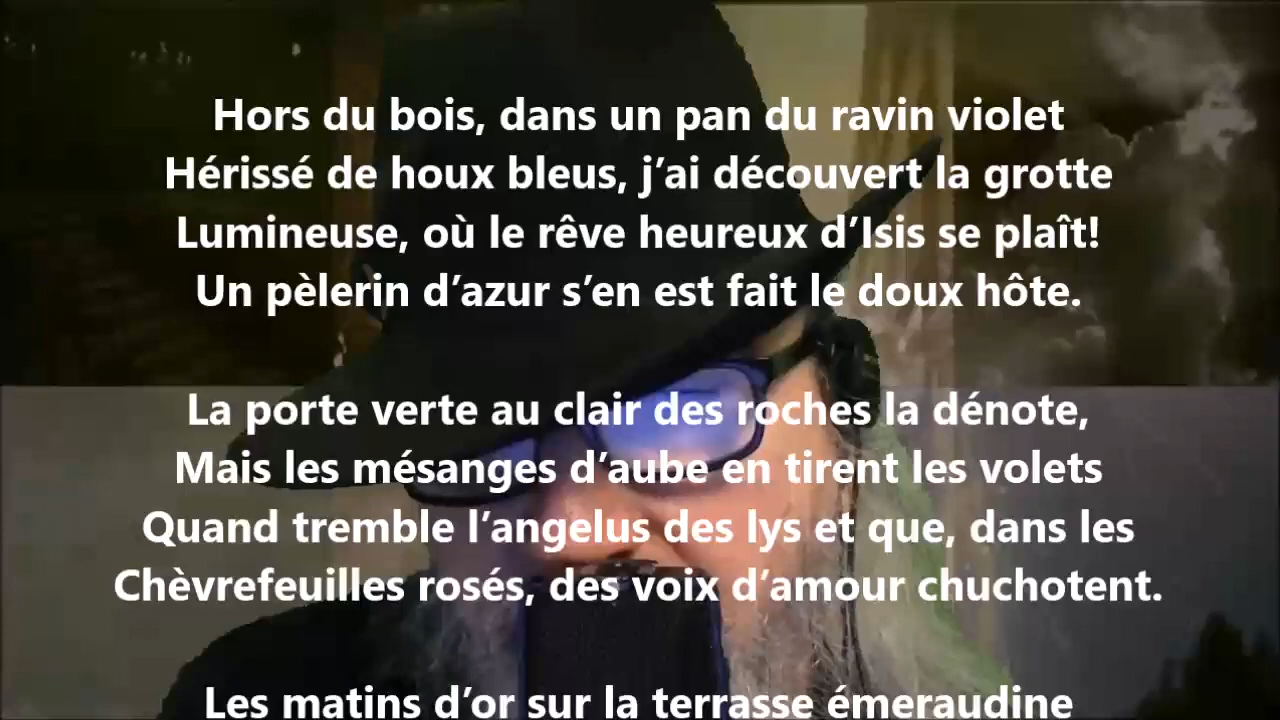 Hors du bois, dans un pan du ravin violet
Hérissé de houx bleus, j’ai découvert la grotte
Lumineuse, où le rêve heureux d’Isis se plaît!
Un pèlerin d’azur s’en est fait le doux hôte.
La porte verte au clair des roches la dénote,
Mais les mésanges d’aube en tirent les volets
Quand tremble l’angelus des lys et que, dans les
Chèvrefeuilles rosés, des voix d’amour chuchotent.
Les matins d’or sur la terrasse émeraudine